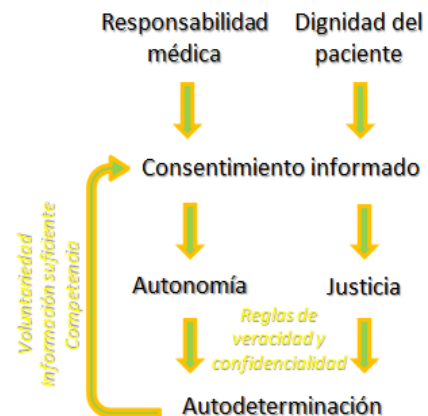 Responsabilidad médica
Dignidad del paciente
Consentimiento informado
Autonomía
Justicia
Reglas de
veracidad y
confidencialidad
Autodeterminación
Voluntariedad
Información suficiente
Competencia